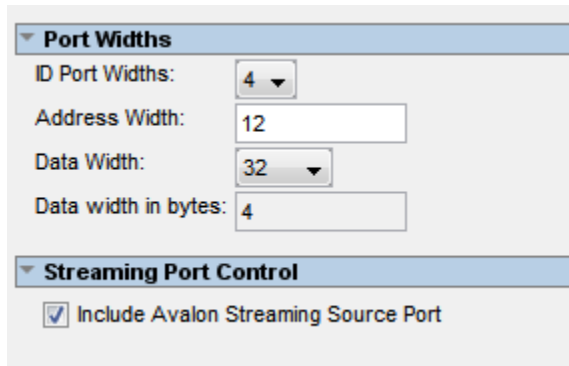 Port Widths
ID Port Widths: 4
Address Width: 12
Data Width: 32
Data width in bytes: 4
Streaming Port Control
Include Avalon Streaming Source Port